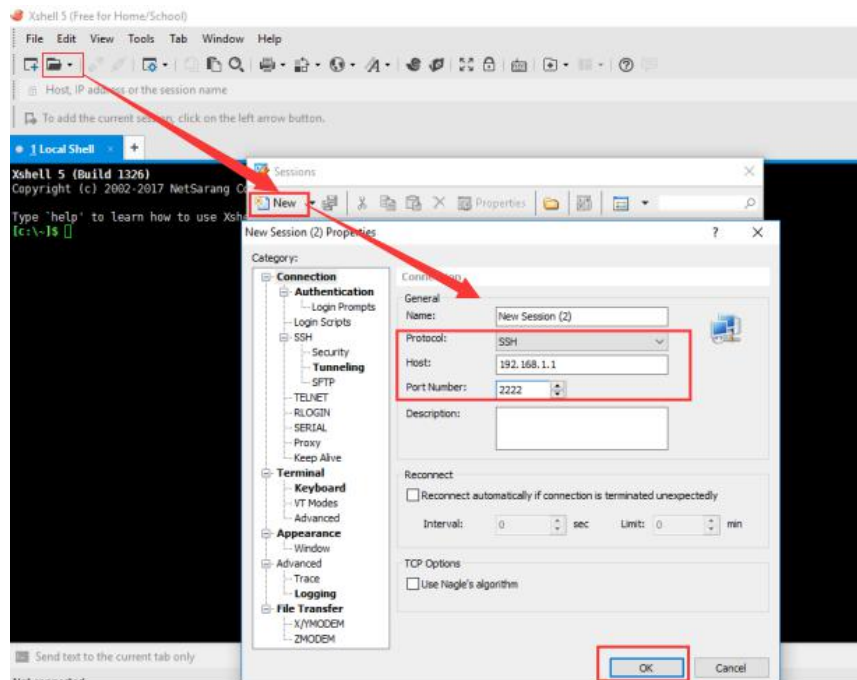 Xshell 5 (Free for Home/School)
File Edit View Tools Tab Window Help
Host, IP address or the session name
To add the current session, click on the left arrow button.
1 Local Shell
Xshell 5 (Build 1326)
Copyright (c) 2002-2017 NetSarang
Type `help' to learn how to use
[c:\~]$
Sessions
New
Properties
New Session (2) Properties
? X
Category:
Connection
Authentication
Login Prompts
Login Scripts
SSH
Security
Tunneling
SFTP
TELNET
RLOGIN
SERIAL
Proxy
Keep Alive
Terminal
Keyboard
VT Modes
Advanced
Appearance
Window
Advanced
Trace
Logging
File Transfer
X/YMODEM
ZMODEM
Connection
General
Name: New Session (2)
Protocol: SSH
Host: 192.168.1.1
Port Number: 2222
Description:
Reconnect
Reconnect automatically if connection is terminated unexpectedly
Interval: 0 sec Limit: 0 min
TCP Options
Use Nagle's algorithm
OK Cancel
Send text to the current tab only